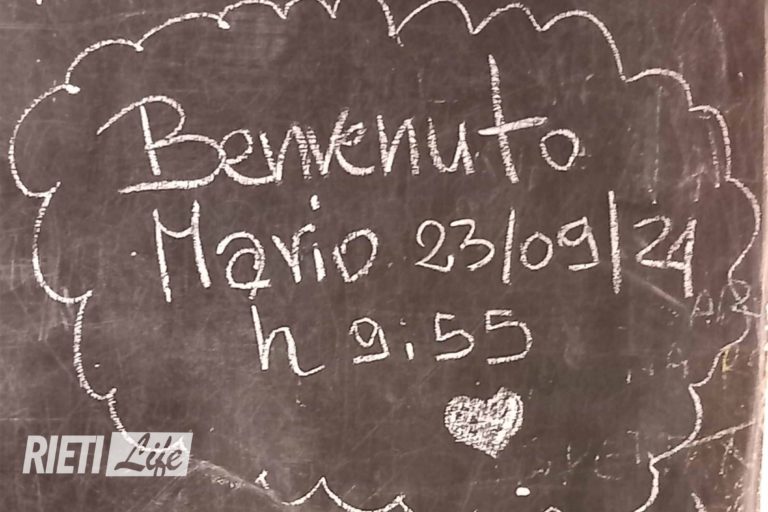 Benvenuto
Mario 23/09/24
h 9:55
RIETI Life